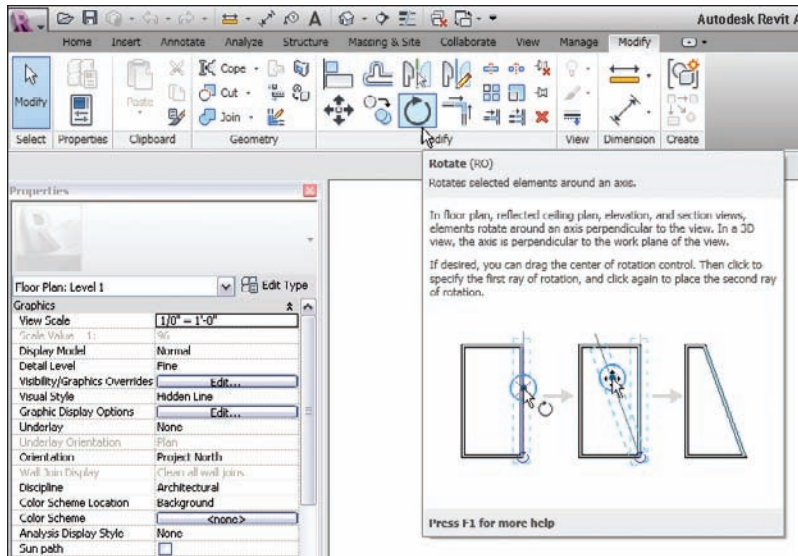 Autodesk Revit A
Home Insert Annotate Analyze Structure Massing & Site Collaborate View Manage Modify
Modify
Paste
Cope
Cut
Join
Select Properties Clipboard Geometry Modify View Dimension Create
Rotate (RO)
Rotates selected elements around an axis.
In floor plan, reflected ceiling plan, elevation, and section views,
elements rotate around an axis perpendicular to the view. In a 3D
view, the axis is perpendicular to the work plane of the view.
If desired, you can drag the center of rotation control. Then click to
specify the first ray of rotation, and click again to place the second ray
of rotation.
Press F1 for more help
Properties
Floor Plan: Level 1 Edit Type
Graphics
View Scale 1/8" = 1'-0"
Scale Value 1: 96
Display Model Normal
Detail Level Fine
Visibility/Graphics Overrides Edit...
Visual Style Hidden Line
Graphic Display Options Edit...
Underlay None
Underlay Orientation Plan
Orientation Project North
Wall Join Display Clean all wall joins
Discipline Architectural
Color Scheme Location Background
Color Scheme <none>
Analysis Display Style None
Sun path